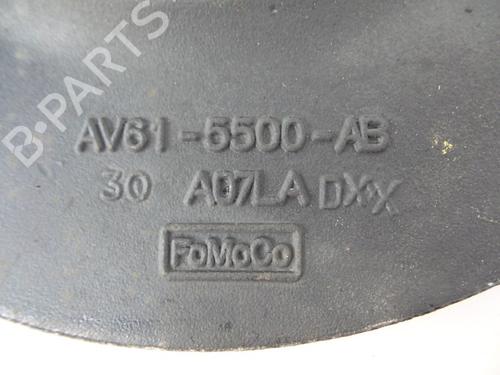 B-PARTS
AV61-5500-AB
30 A07LA DXX
FoMoCo